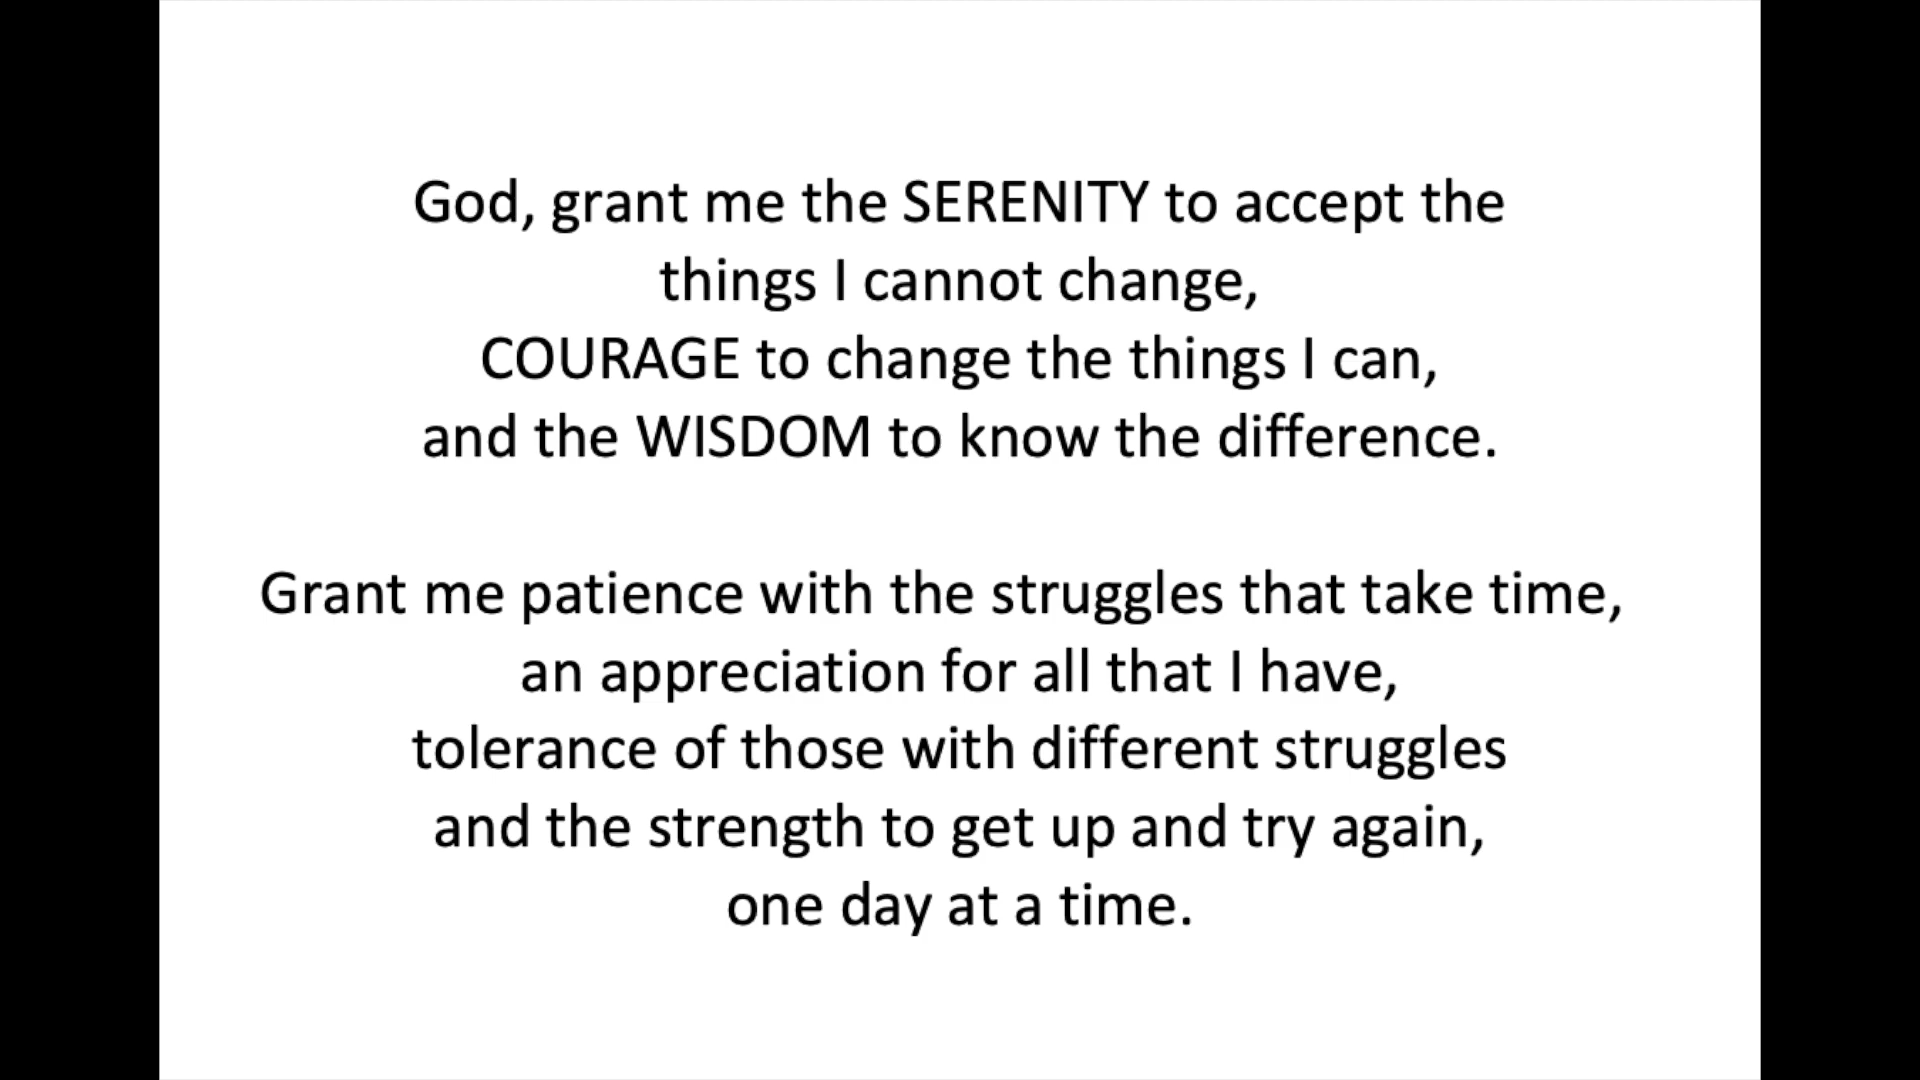 God, grant me the SERENITY to accept the
things I cannot change,
COURAGE to change the things I can,
and the WISDOM to know the difference.
Grant me patience with the struggles that take time,
an appreciation for all that I have,
tolerance of those with different struggles
and the strength to get up and try again,
one day at a time.